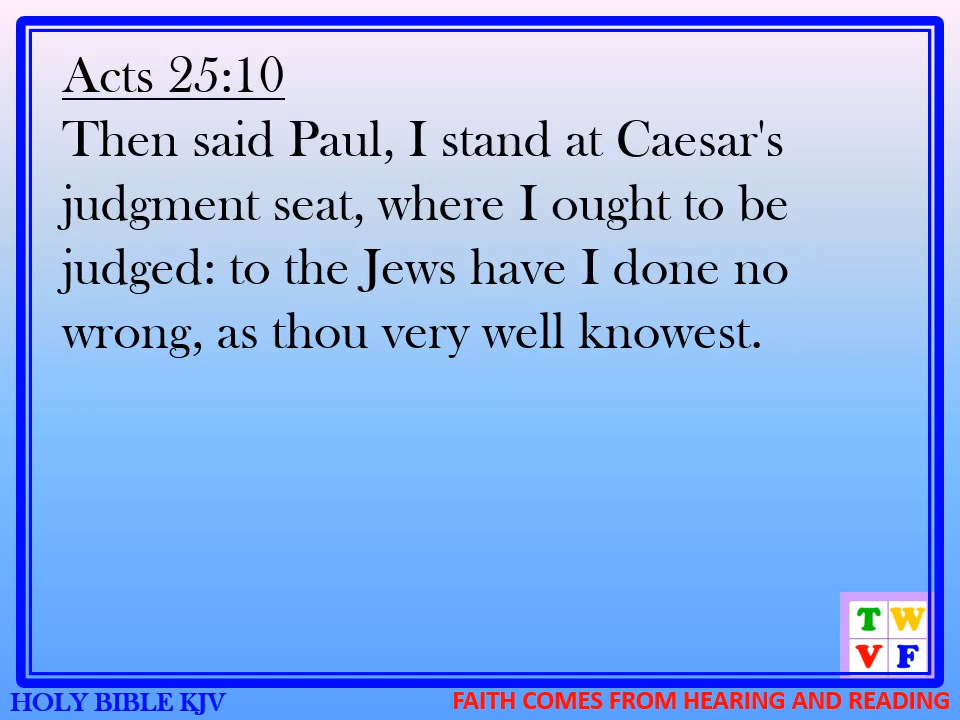 Acts 25:10
Then said Paul, I stand at Caesar's
judgment seat, where I ought to be
judged: to the Jews have I done no
wrong, as thou very well knowest.
T W
V F
HOLY BIBLE KJV
FAITH COMES FROM HEARING AND READING